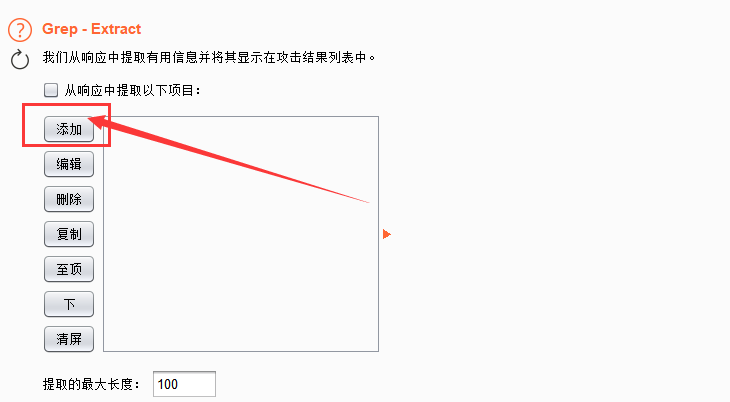 Grep - Extract
我们从响应中提取有用信息并将其显示在攻击结果列表中。
从响应中提取以下项目:
添加
编辑
删除
复制
至顶
下
清屏
提取的最大长度: 100